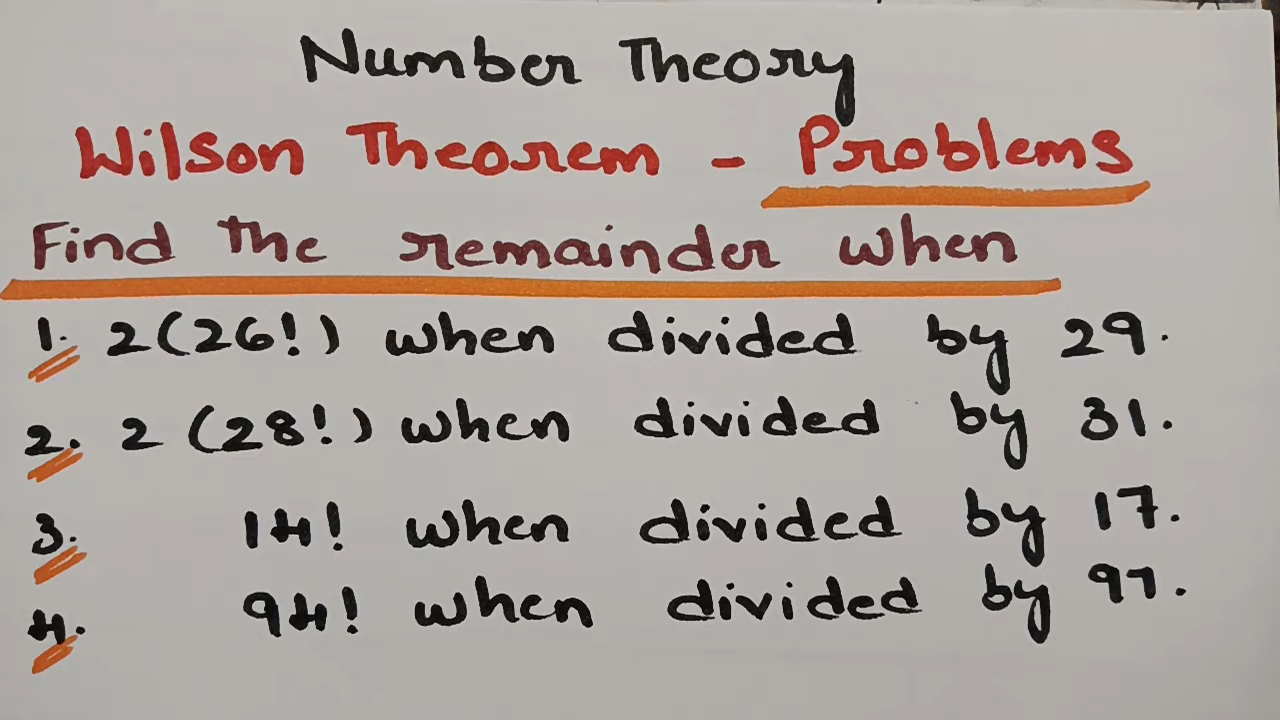 Number Theory
Wilson Theorem - Problems
Find the remainder when
1. 2(26!) when divided by 29.
2. 2 (28!) when divided by 31.
3. 14! when divided by 17.
4. 94! when divided by 97.